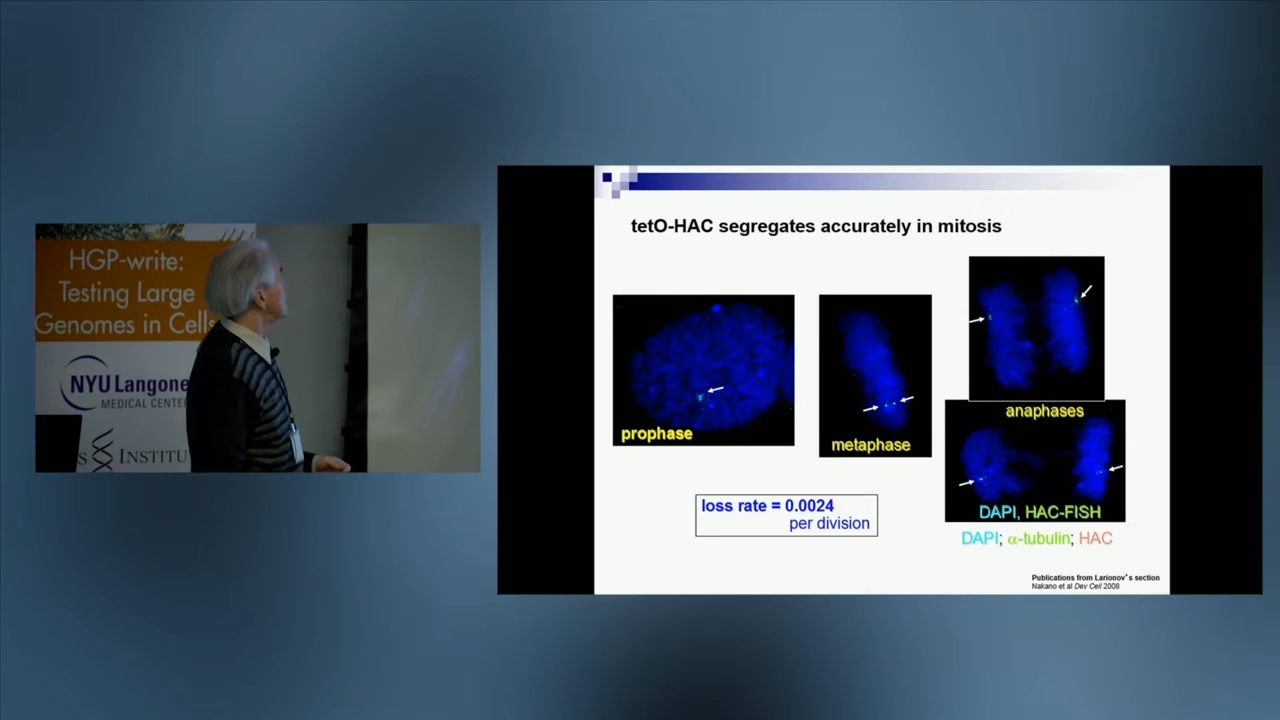 HGP-write:
Testing Large
Genomes in Cells
NYU Langone
MEDICAL CENTER
INSTITU
tetO-HAC segregates accurately in mitosis
prophase
metaphase
anaphases
DAPI, HAC-FISH
DAPI; α-tubulin; HAC
loss rate = 0.0024
per division
Publications from Larionov's section
Nakano et al Dev Cell 2008